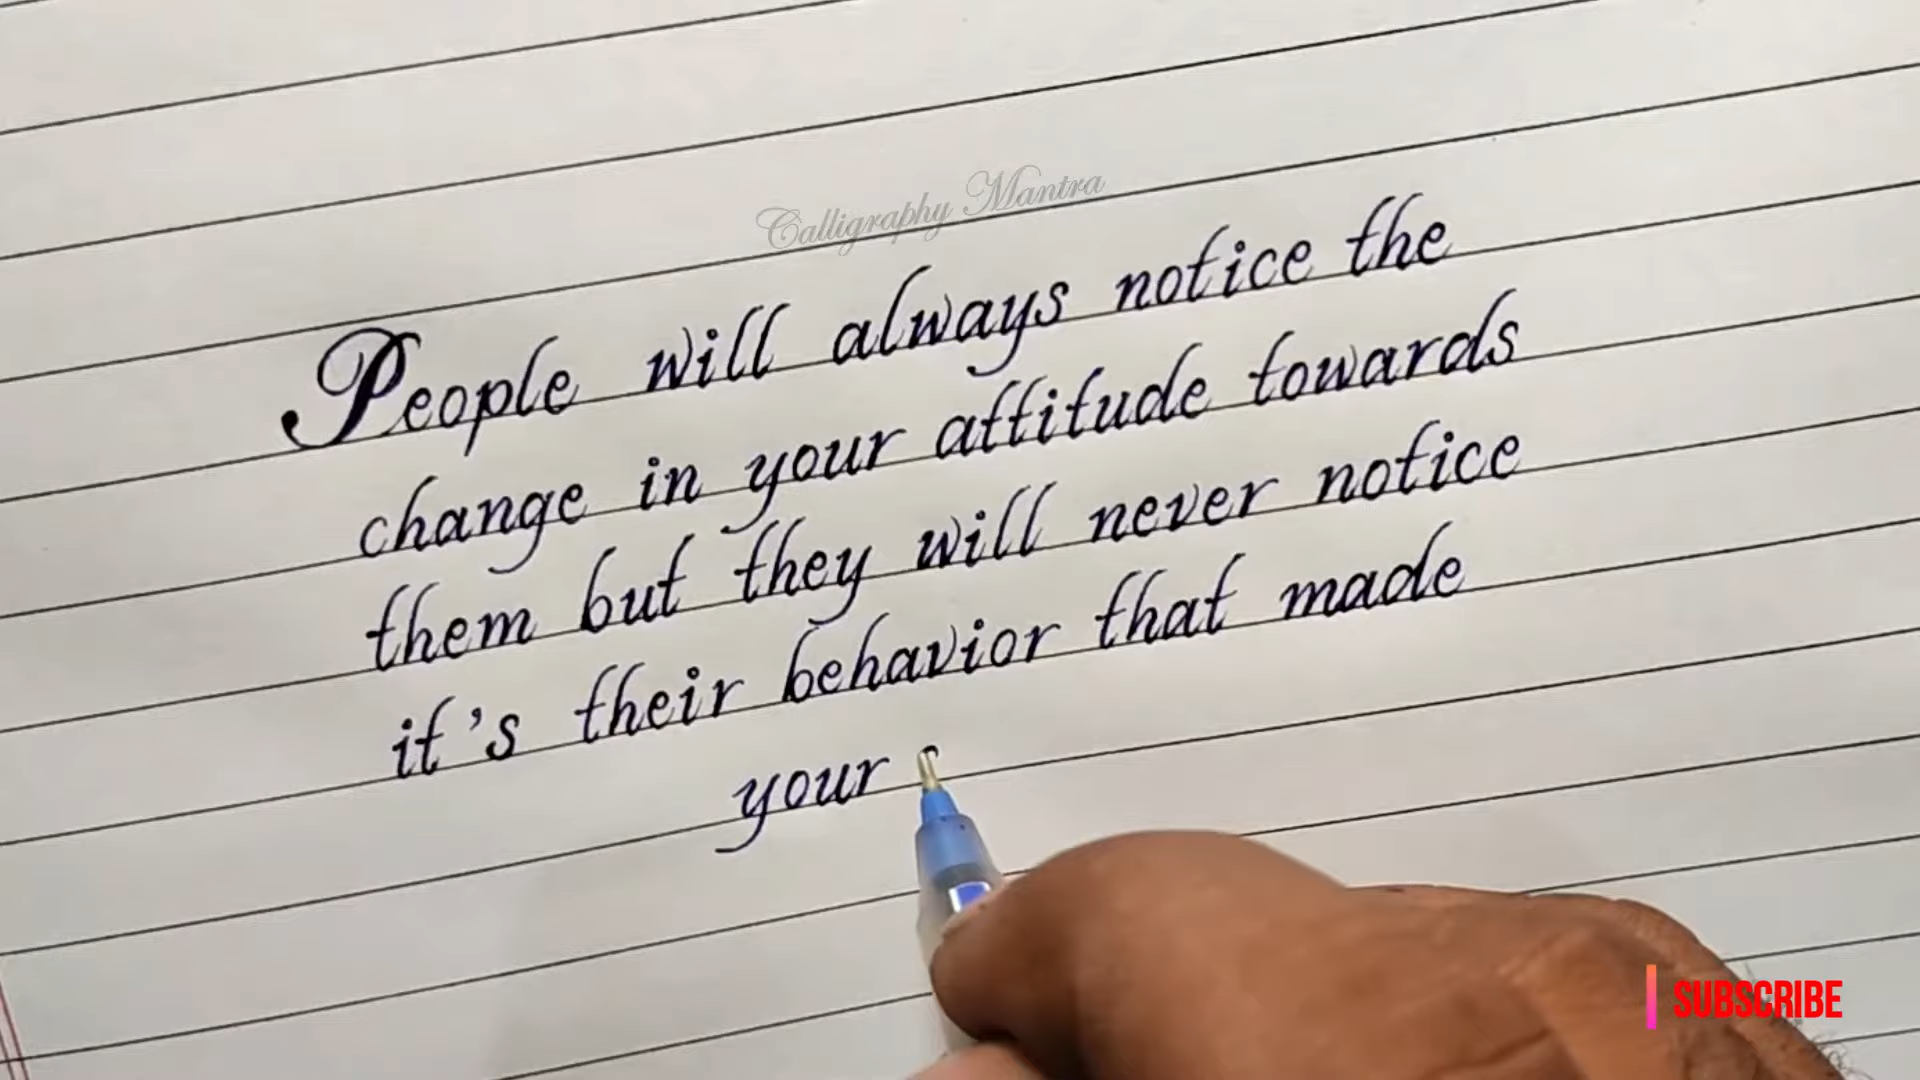 Calligraphy Mantra
People will always notice the
change in your attitude towards
them but they will never notice
it's their behavior that made
your
SUBSCRIBE